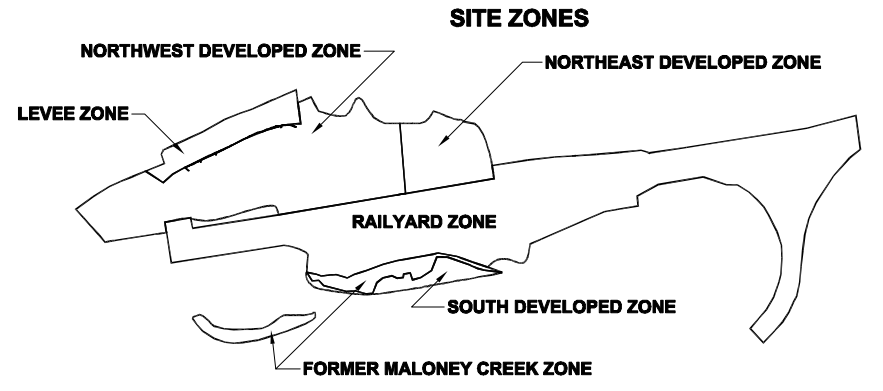 SITE ZONES
NORTHWEST DEVELOPED ZONE
NORTHEAST DEVELOPED ZONE
LEVEE ZONE
RAILYARD ZONE
SOUTH DEVELOPED ZONE
FORMER MALONEY CREEK ZONE